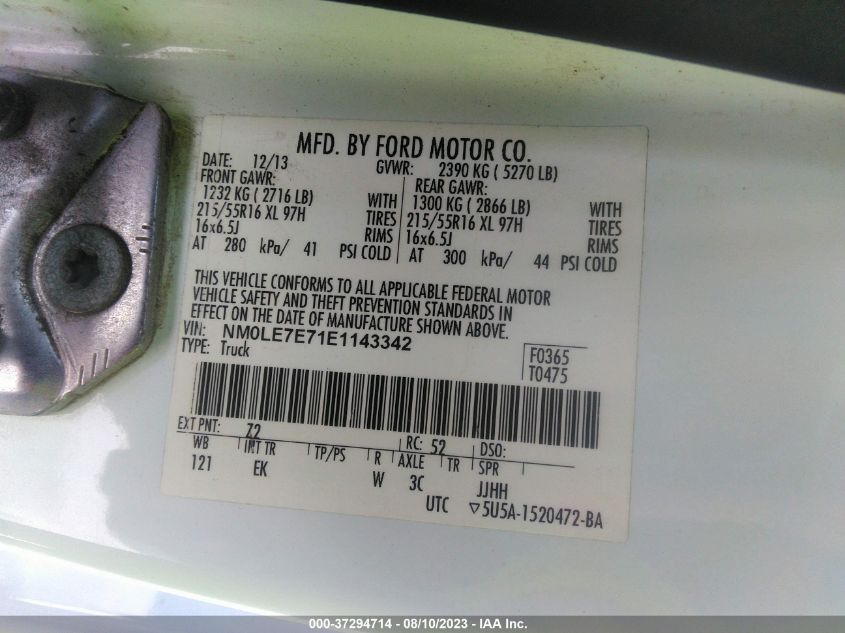 MFD. BY FORD MOTOR CO.
DATE: 12/13 GVWR: 2390 KG ( 5270 LB)
FRONT GAWR: REAR GAWR:
1232 KG ( 2716 LB) WITH 1300 KG ( 2866 LB) WITH
215/55R16 XL 97H TIRES 215/55R16 XL 97H TIRES
16x6.5J RIMS 16x6.5J RIMS
AT 280 kPa/ 41 PSI COLD AT 300 kPa/ 44 PSI COLD
THIS VEHICLE CONFORMS TO ALL APPLICABLE FEDERAL MOTOR
VEHICLE SAFETY AND THEFT PREVENTION STANDARDS IN
EFFECT ON THE DATE OF MANUFACTURE SHOWN ABOVE.
VIN: NM0LE7E71E1143342
TYPE: Truck
F0365
T0475
EXT PNT: Z2 RC: 52 DSO:
WB INT TR TP/PS R AXLE TR SPR
121 EK W 3C JJHH
UTC ▽5U5A-1520472-BA
000-37294714 - 08/10/2023 - IAA Inc.